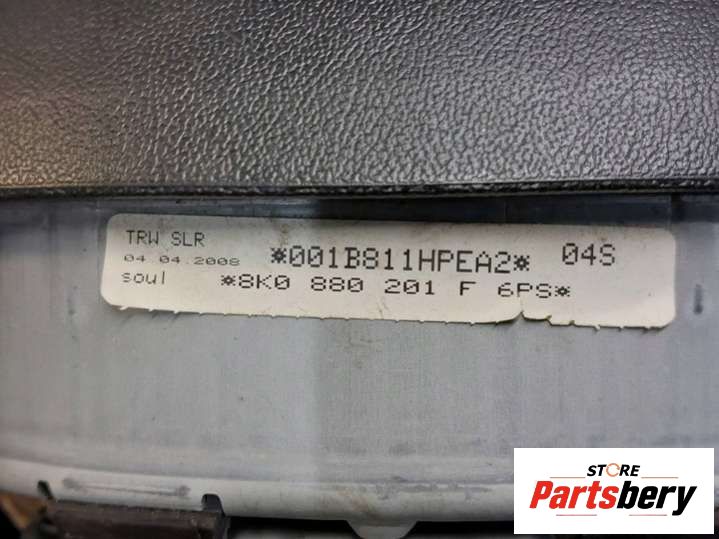 TRW SLR
04.04.2008 *001B811HPEA2* 04S
soul *8K0 880 201 F 6PS*
STORE
Partsbery